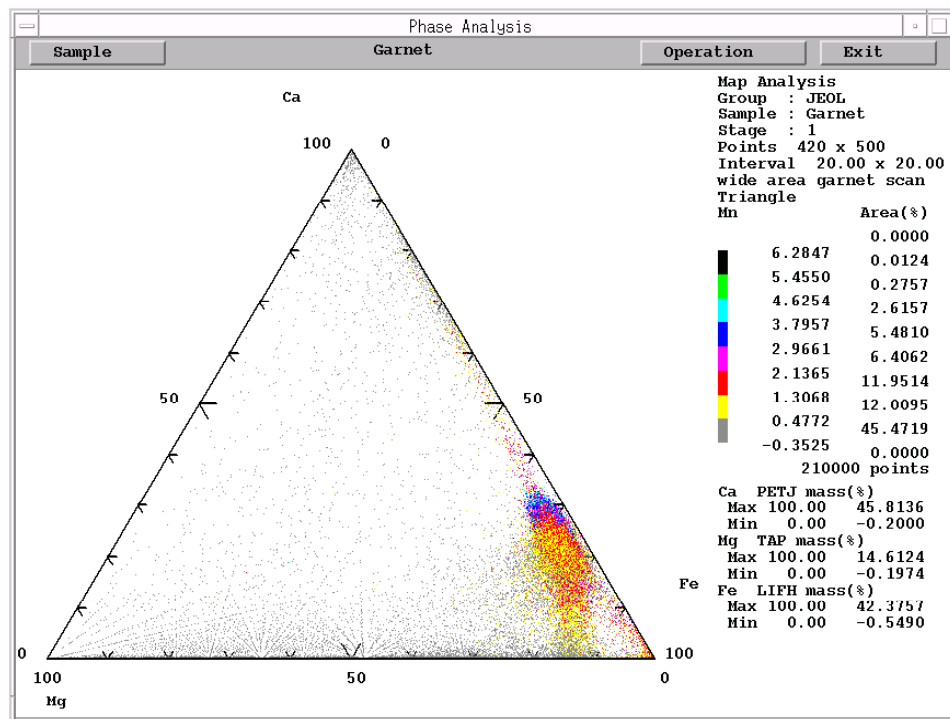 Phase Analysis
Sample
Garnet
Operation
Exit
Map Analysis
Group : JEOL
Sample : Garnet
Stage : 1
Points 420 x 500
Interval 20.00 x 20.00
wide area garnet scan
Triangle
Mn Area(%)
0.0000
6.2847
0.0124
5.4550
0.2757
4.6254
2.6157
3.7957
5.4810
2.9661
6.4062
2.1365
11.9514
1.3068
12.0095
0.4772
45.4719
-0.3525
0.0000
210000 points
Ca PETJ mass(%)
Max 100.00 45.8136
Min 0.00 -0.2000
Mg TAP mass(%)
Max 100.00 14.6124
Min 0.00 -0.1974
Fe LIFH mass(%)
Max 100.00 42.3757
Min 0.00 -0.5490
Ca
100 0
50 50
Fe
0 100
100 50 0
Mg